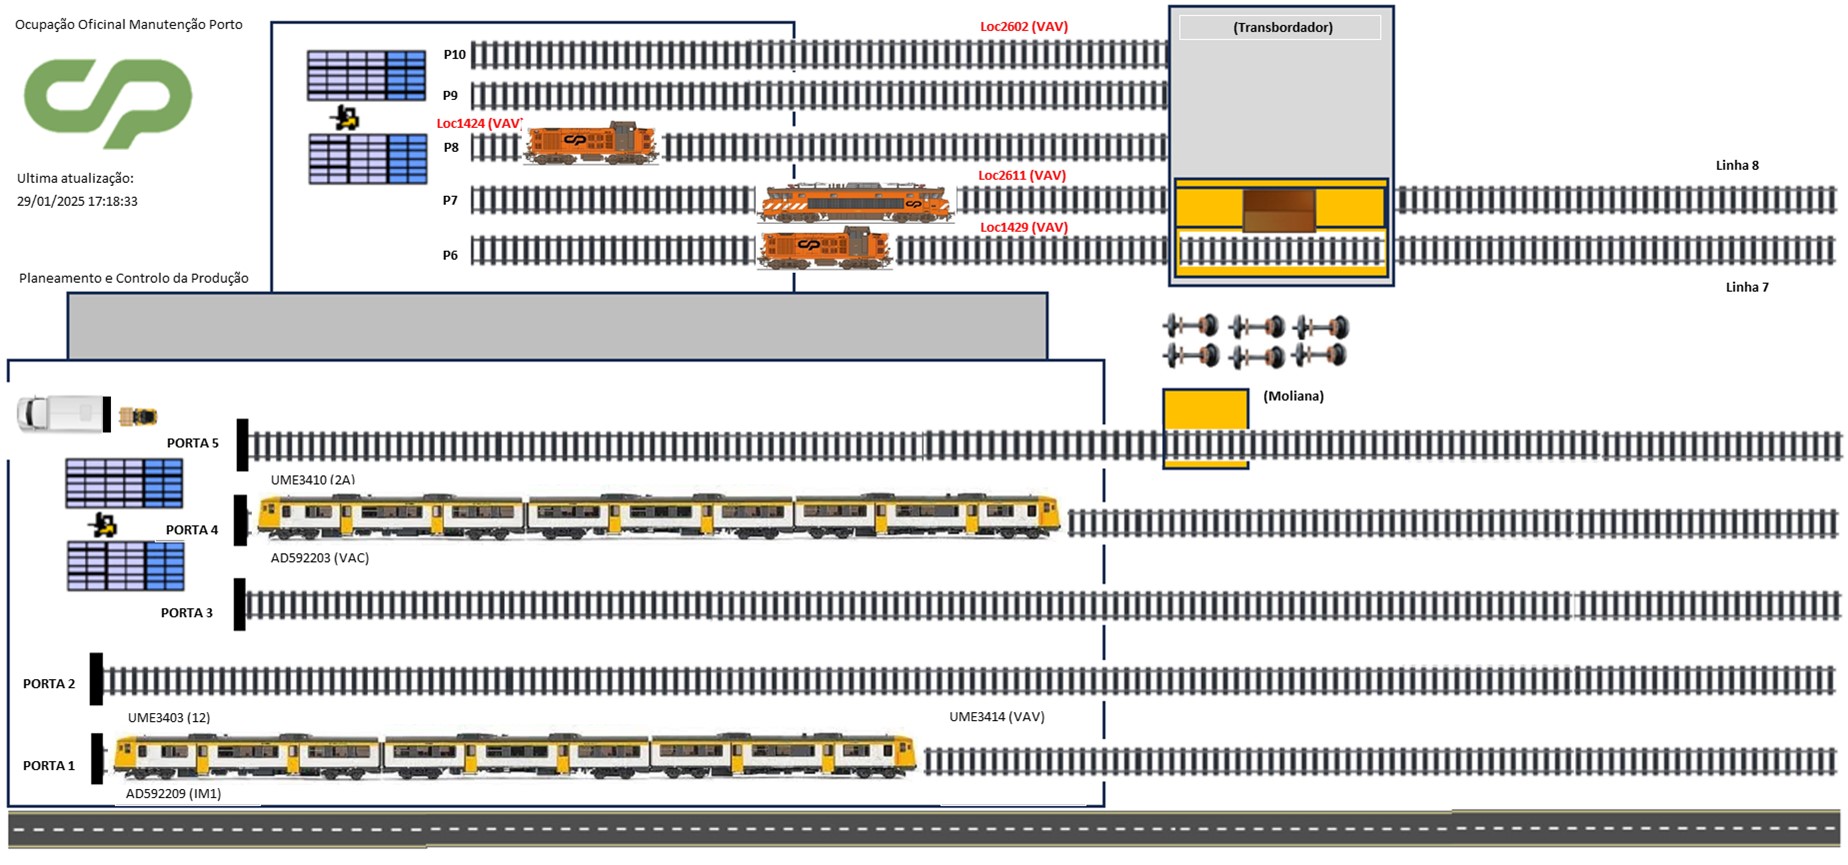 Ocupação Oficinal Manutenção Porto
Loc2602 (VAV)
(Transbordador)
P10
P9
Loc1424 (VAV)
P8
Ultima atualização:
29/01/2025 17:18:33
Loc2611 (VAV)
Linha 8
P7
Loc1429 (VAV)
P6
Planeamento e Controlo da Produção
Linha 7
(Moliana)
PORTA 5
UME3410 (2A)
PORTA 4
AD592203 (VAC)
PORTA 3
PORTA 2
UME3403 (12)
UME3414 (VAV)
PORTA 1
AD592209 (IM1)